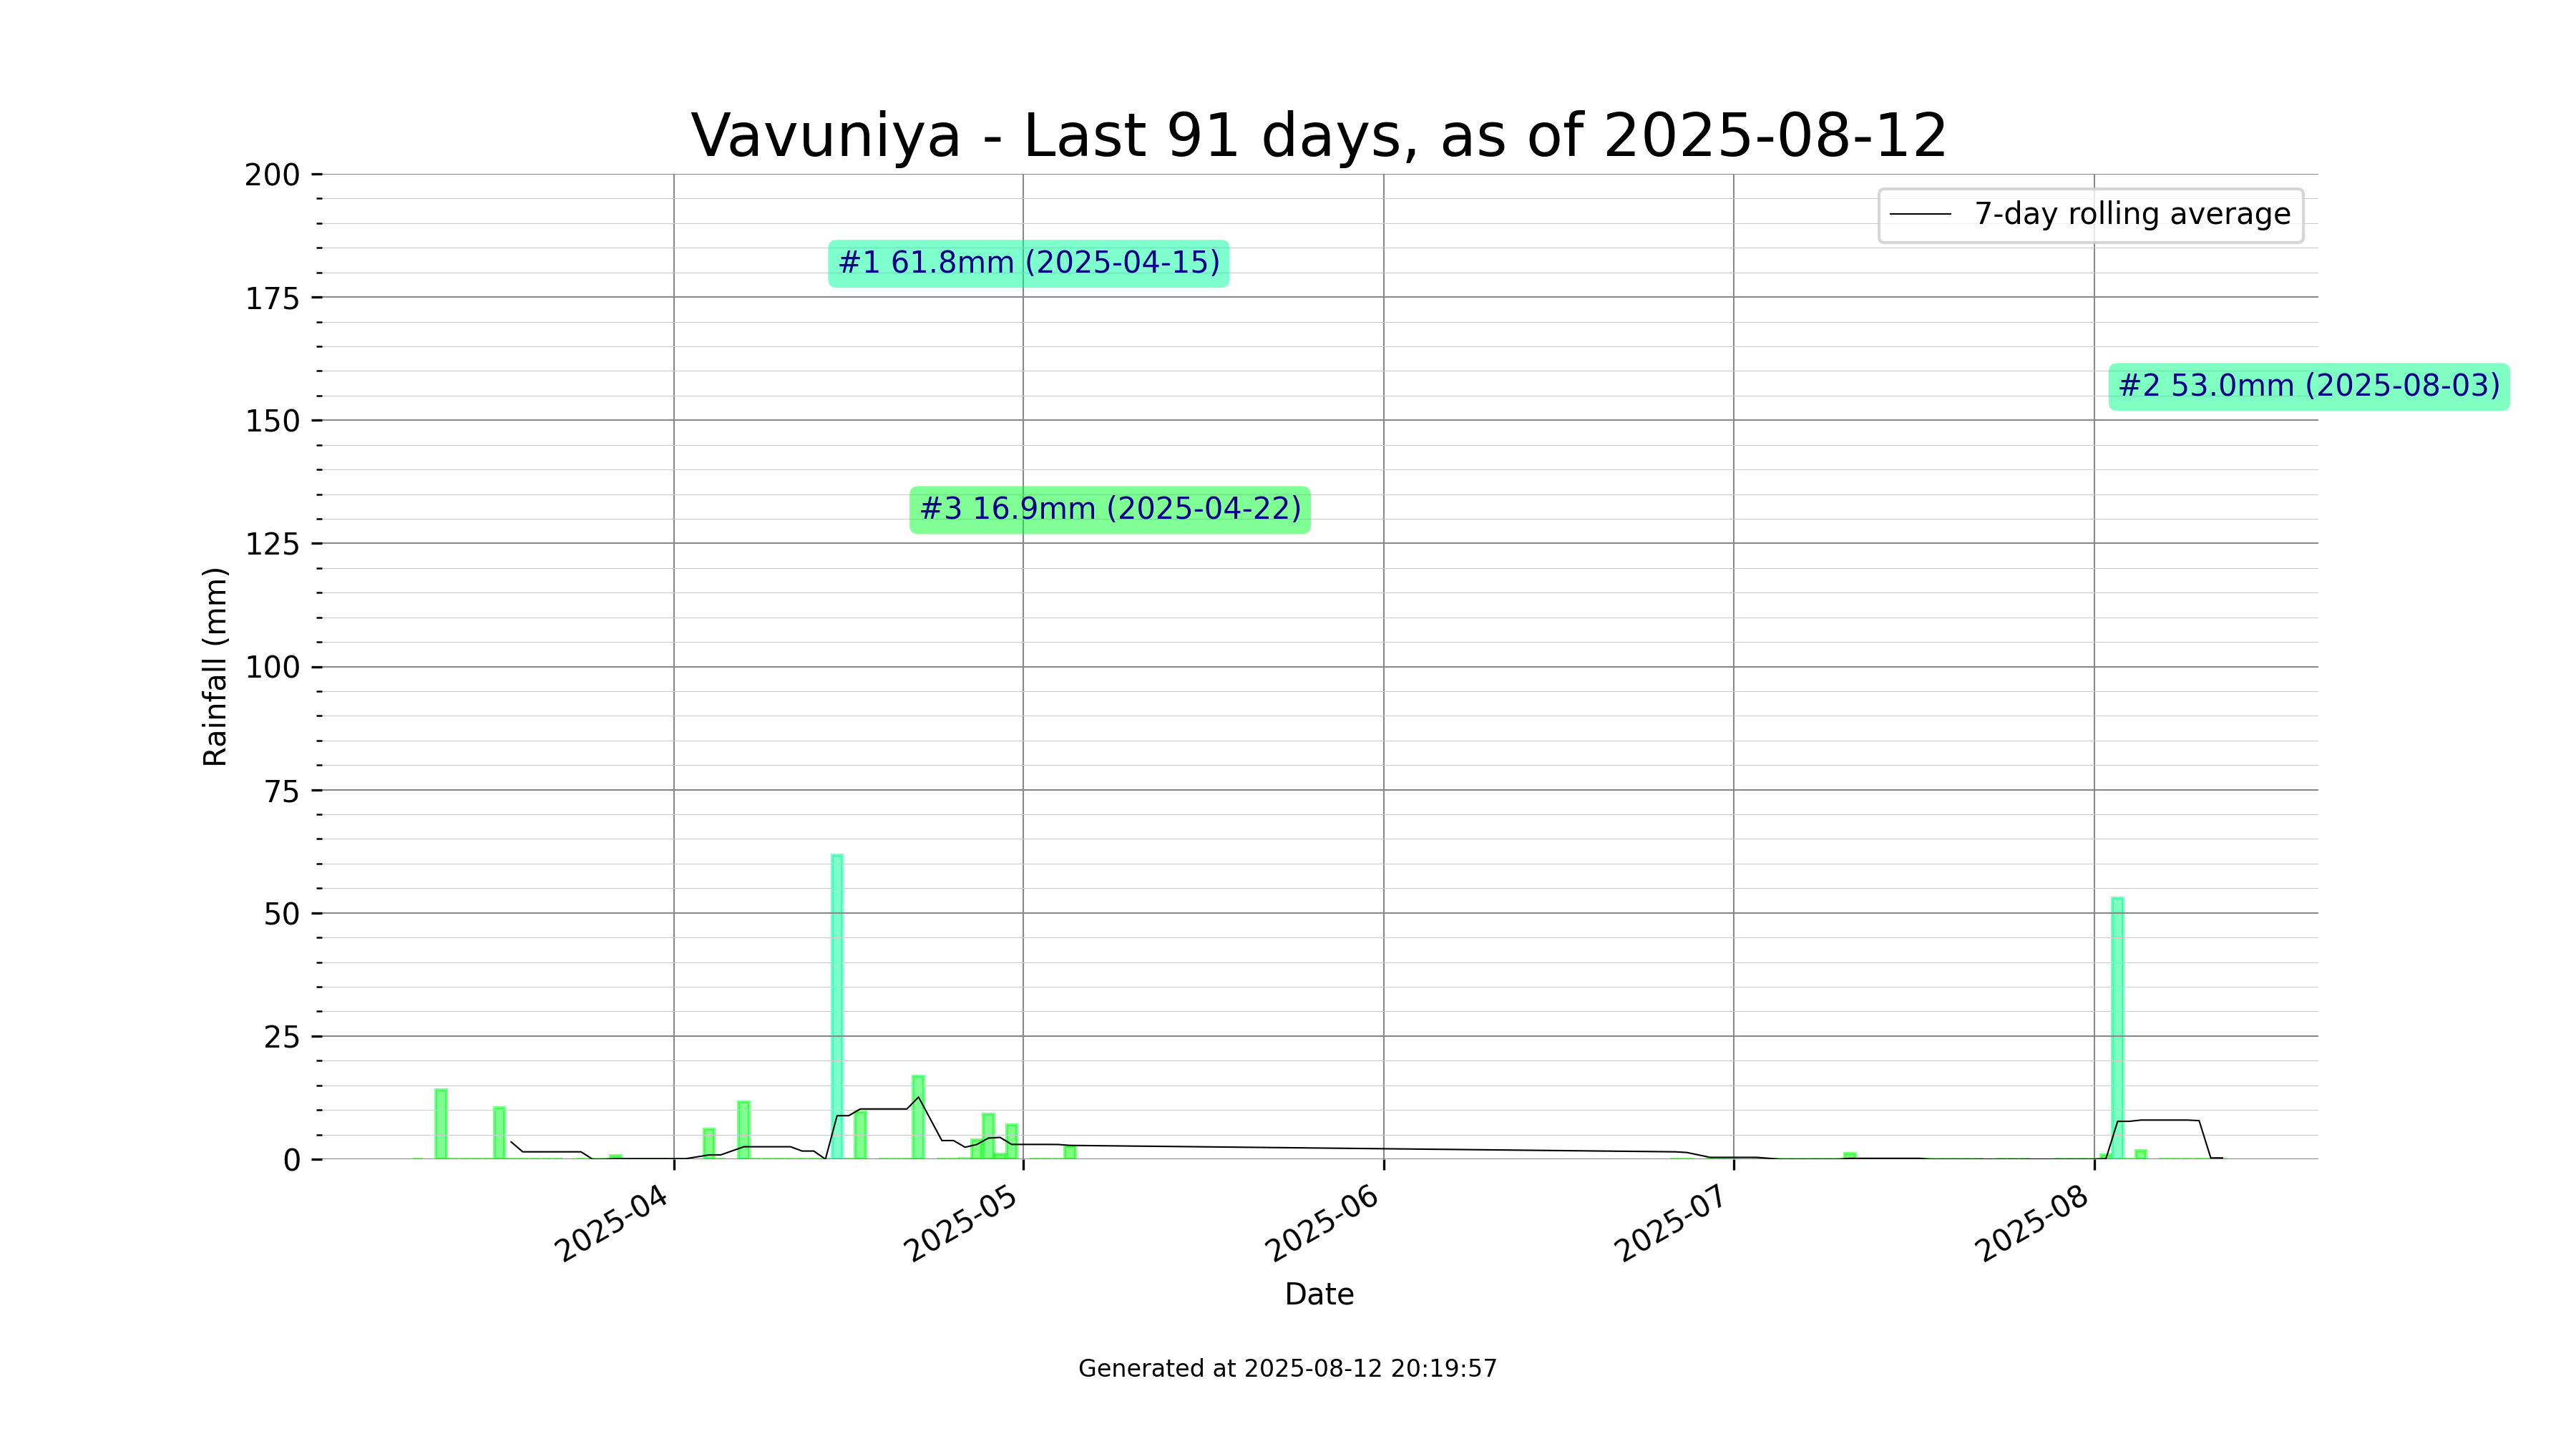 Vavuniya - Last 91 days, as of 2025-08-12
200
175
150
125
100
75
50
25
0
Rainfall (mm)
7-day rolling average
#1 61.8mm (2025-04-15)
#2 53.0mm (2025-08-03)
#3 16.9mm (2025-04-22)
2025-04
2025-05
2025-06
2025-07
2025-08
Date
Generated at 2025-08-12 20:19:57